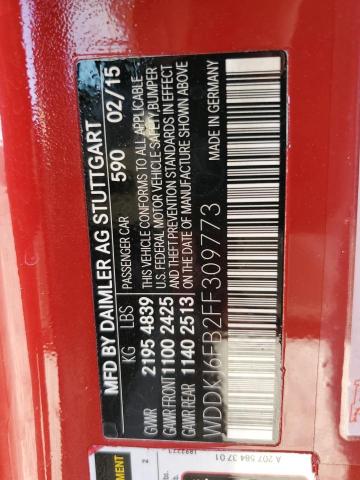 MFD BY DAIMLER AG STUTTGART
KG LBS PASSENGER CAR 590 02/15
GVWR 2195 4839 THIS VEHICLE CONFORMS TO ALL APPLICABLE
U.S. FEDERAL MOTOR VEHICLE SAFETY, BUMPER
GAWR FRONT 1100 2425 AND THEFT PREVENTION STANDARDS IN EFFECT
GAWR REAR 1140 2513 ON THE DATE OF MANUFACTURE SHOWN ABOVE
MADE IN GERMANY
WDDKJ6FB2FF309773
A 207 584 37 01